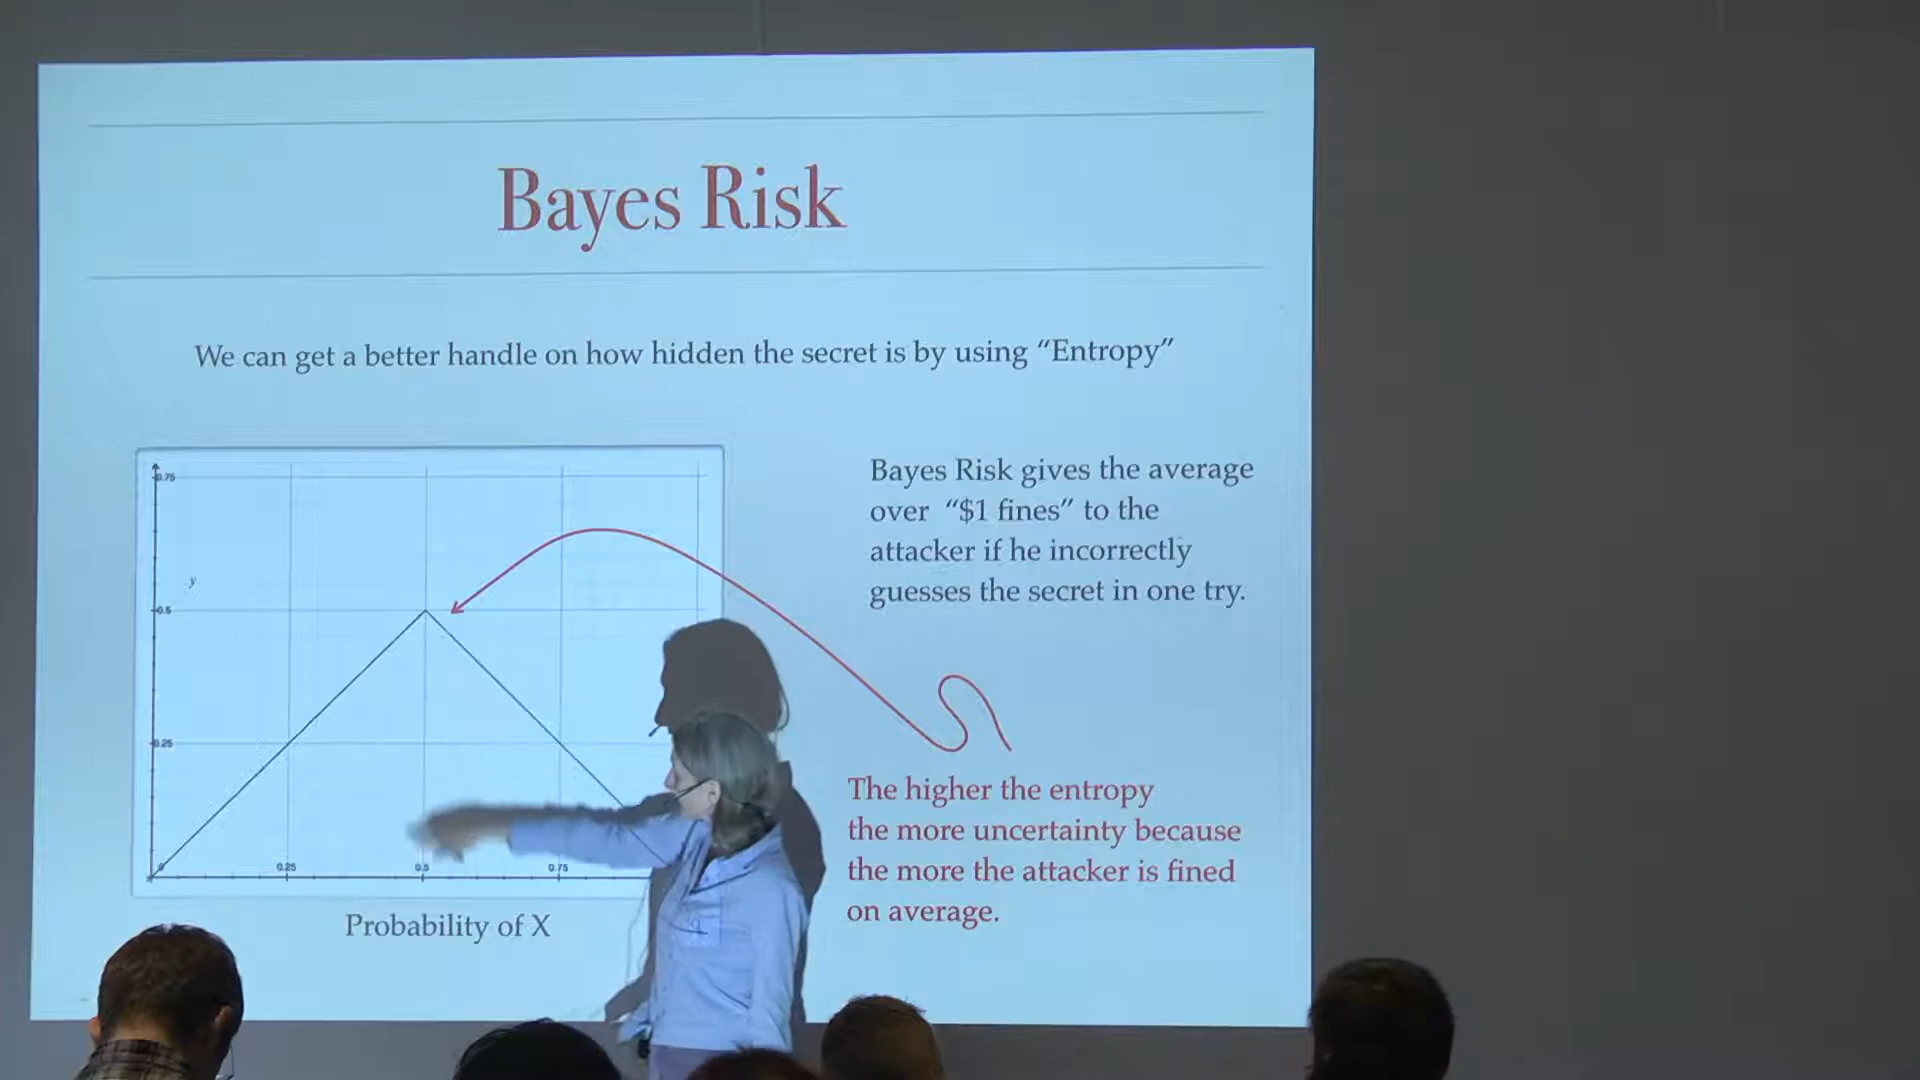 Bayes Risk
We can get a better handle on how hidden the secret is by using “Entropy”
0.75
y
0.5
0.25
0
0.25
0.5
0.75
Probability of X
Bayes Risk gives the average
over “$1 fines” to the
attacker if he incorrectly
guesses the secret in one try.
The higher the entropy
the more uncertainty because
the more the attacker is fined
on average.